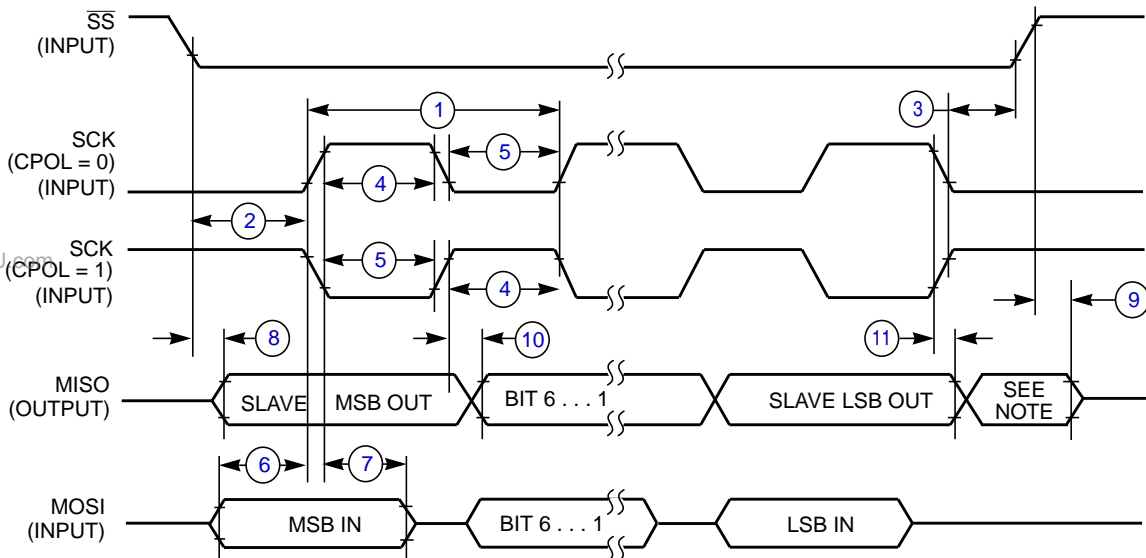 SS
(INPUT)
1
3
SCK
(CPOL = 0)
(INPUT)
5
4
2
SCK
(CPOL = 1)
(INPUT)
5
4
9
8
10
11
MISO
(OUTPUT)
SLAVE MSB OUT
BIT 6 . . . 1
SLAVE LSB OUT
SEE
NOTE
6
7
MOSI
(INPUT)
MSB IN
BIT 6 . . . 1
LSB IN